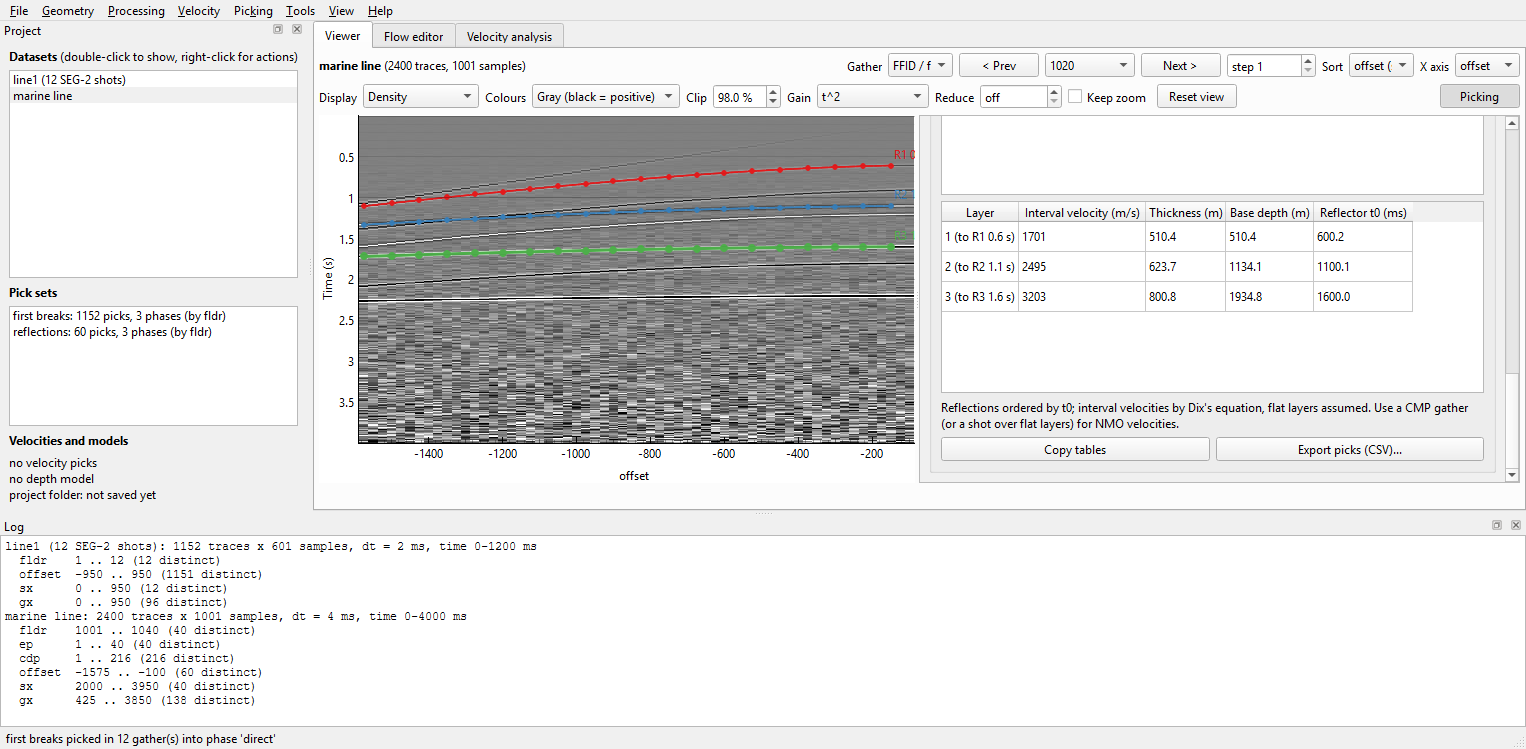 File Geometry Processing Velocity Picking Tools View Help
Project
Datasets (double-click to show, right-click for actions)
line1 (12 SEG-2 shots)
marine line
Pick sets
first breaks: 1152 picks, 3 phases (by fldr)
reflections: 60 picks, 3 phases (by fldr)
Velocities and models
no velocity picks
no depth model
project folder: not saved yet
Viewer Flow editor Velocity analysis
marine line (2400 traces, 1001 samples) Gather FFID / f < Prev 1020 Next > step 1 Sort offset ( X axis offset
Display Density Colours Gray (black = positive) Clip 98.0 % Gain t^2 Reduce off Keep zoom Reset view Picking
Time (s)
0.5
1
1.5
2
2.5
3
3.5
R1 0
-1400 -1200 -1000 -800 -600 -400 -200
offset
Layer Interval velocity (m/s) Thickness (m) Base depth (m) Reflector t0 (ms)
1 (to R1 0.6 s) 1701 510.4 510.4 600.2
2 (to R2 1.1 s) 2495 623.7 1134.1 1100.1
3 (to R3 1.6 s) 3203 800.8 1934.8 1600.0
Reflections ordered by t0; interval velocities by Dix's equation, flat layers assumed. Use a CMP gather
(or a shot over flat layers) for NMO velocities.
Copy tables Export picks (CSV)...
Log
line1 (12 SEG-2 shots): 1152 traces x 601 samples, dt = 2 ms, time 0-1200 ms
fldr 1 .. 12 (12 distinct)
offset -950 .. 950 (1151 distinct)
sx 0 .. 950 (12 distinct)
gx 0 .. 950 (96 distinct)
marine line: 2400 traces x 1001 samples, dt = 4 ms, time 0-4000 ms
fldr 1001 .. 1040 (40 distinct)
ep 1 .. 40 (40 distinct)
cdp 1 .. 216 (216 distinct)
offset -1575 .. -100 (60 distinct)
sx 2000 .. 3950 (40 distinct)
gx 425 .. 3850 (138 distinct)
first breaks picked in 12 gather(s) into phase 'direct'